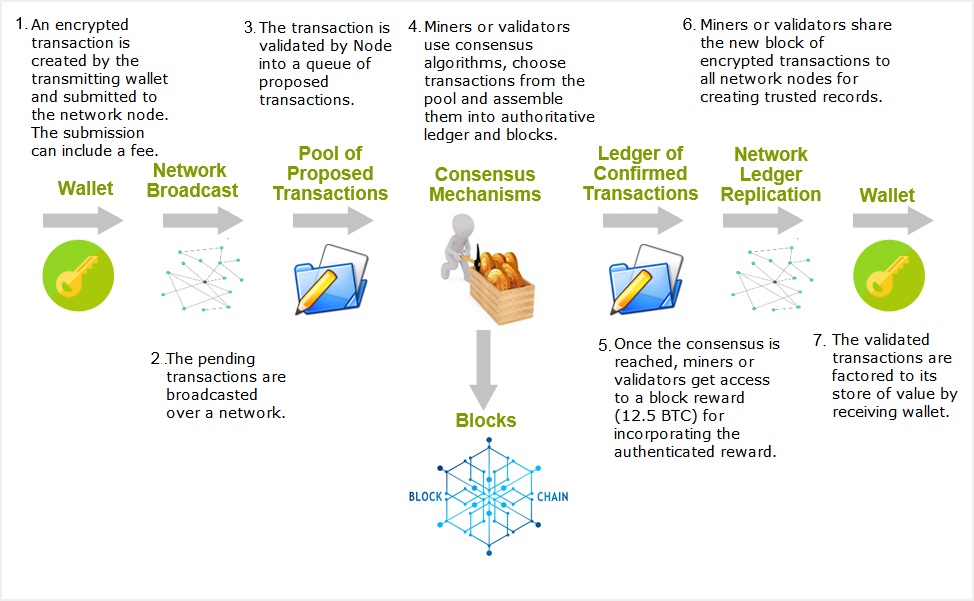 1. An encrypted
transaction is
created by the
transmitting wallet
and submitted to
the network node.
The submission
can include a fee.
3. The transaction is
validated by Node
into a queue of
proposed
transactions.
4. Miners or validators
use consensus
algorithms, choose
transactions from the
pool and assemble
them into authoritative
ledger and blocks.
6. Miners or validators share
the new block of
encrypted transactions to
all network nodes for
creating trusted records.
Wallet
Network
Broadcast
Pool of
Proposed
Transactions
Consensus
Mechanisms
Ledger of
Confirmed
Transactions
Network
Ledger
Replication
Wallet
2 .The pending
transactions are
broadcasted
over a network.
5. Once the consensus is
reached, miners or
validators get access
to a block reward
(12.5 BTC) for
incorporating the
authenticated reward.
7. The validated
transactions are
factored to its
store of value by
receiving wallet.
Blocks
BLOCK CHAIN